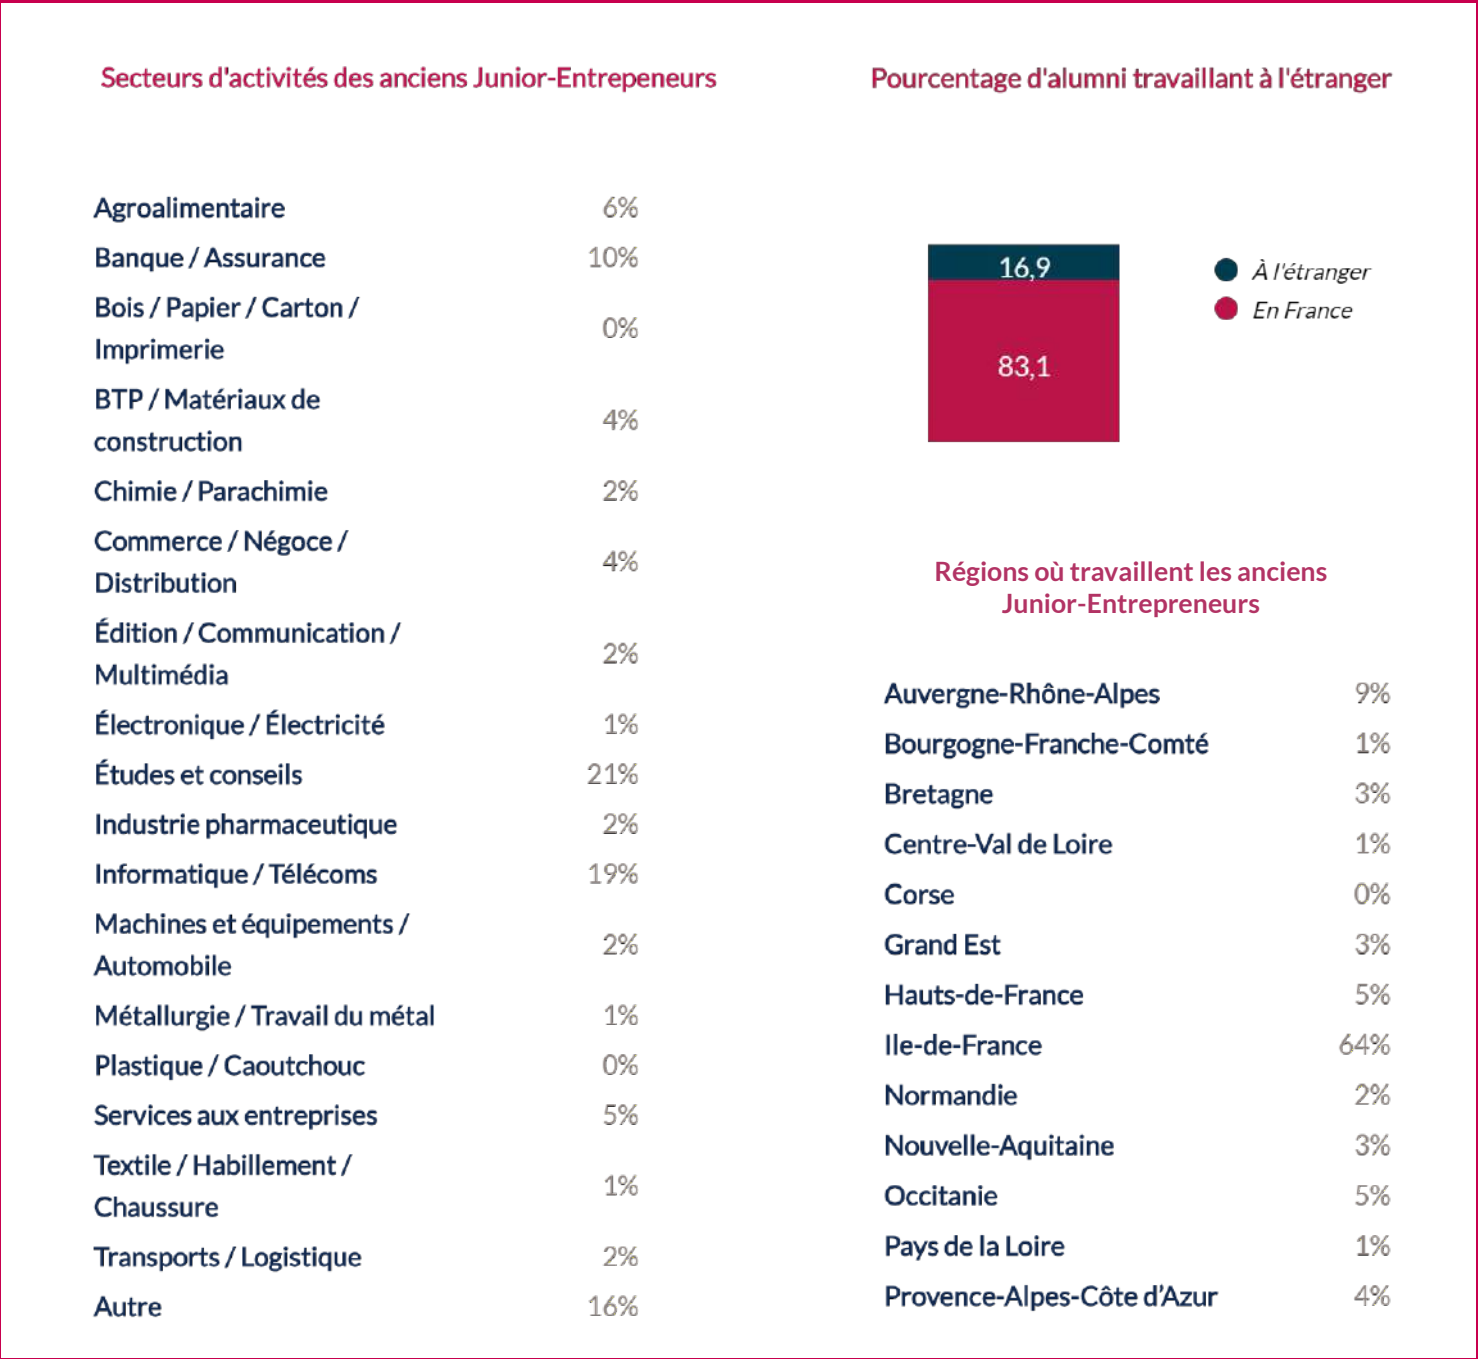 Secteurs d'activités des anciens Junior-Entrepeneurs
Agroalimentaire 6%
Banque / Assurance 10%
Bois / Papier / Carton /
Imprimerie 0%
BTP / Matériaux de
construction 4%
Chimie / Parachimie 2%
Commerce / Négoce /
Distribution 4%
Édition / Communication /
Multimédia 2%
Électronique / Électricité 1%
Études et conseils 21%
Industrie pharmaceutique 2%
Informatique / Télécoms 19%
Machines et équipements /
Automobile 2%
Métallurgie / Travail du métal 1%
Plastique / Caoutchouc 0%
Services aux entreprises 5%
Textile / Habillement /
Chaussure 1%
Transports / Logistique 2%
Autre 16%
Pourcentage d'alumni travaillant à l'étranger
16,9
83,1
À l'étranger
En France
Régions où travaillent les anciens
Junior-Entrepreneurs
Auvergne-Rhône-Alpes 9%
Bourgogne-Franche-Comté 1%
Bretagne 3%
Centre-Val de Loire 1%
Corse 0%
Grand Est 3%
Hauts-de-France 5%
Ile-de-France 64%
Normandie 2%
Nouvelle-Aquitaine 3%
Occitanie 5%
Pays de la Loire 1%
Provence-Alpes-Côte d’Azur 4%